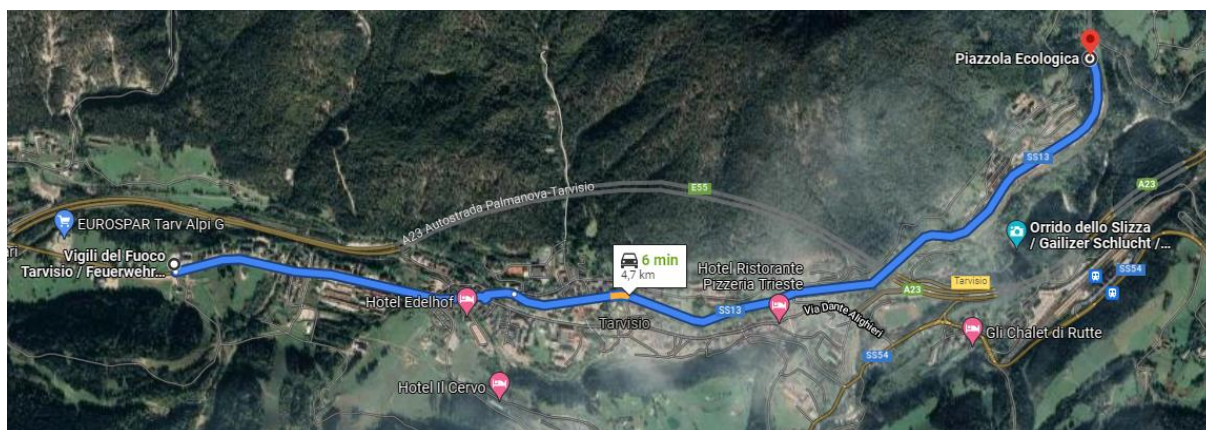 Piazzola Ecologica
SS13
A23
E55
A23 Autostrada Palmanova-Tarvisio
EUROSPAR Tarv Alpi G
Orrido dello Slizza
/ Gailizer Schlucht /...
Vigili del Fuoco
Tarvisio / Feuerwehr...
6 min
4,7 km
Hotel Ristorante
Pizzeria Trieste
SS54
Tarvisio
A23
Hotel Edelhof
SS13
Via Dante Alighieri
Tarvisio
Gli Chalet di Rutte
SS54
Hotel Il Cervo